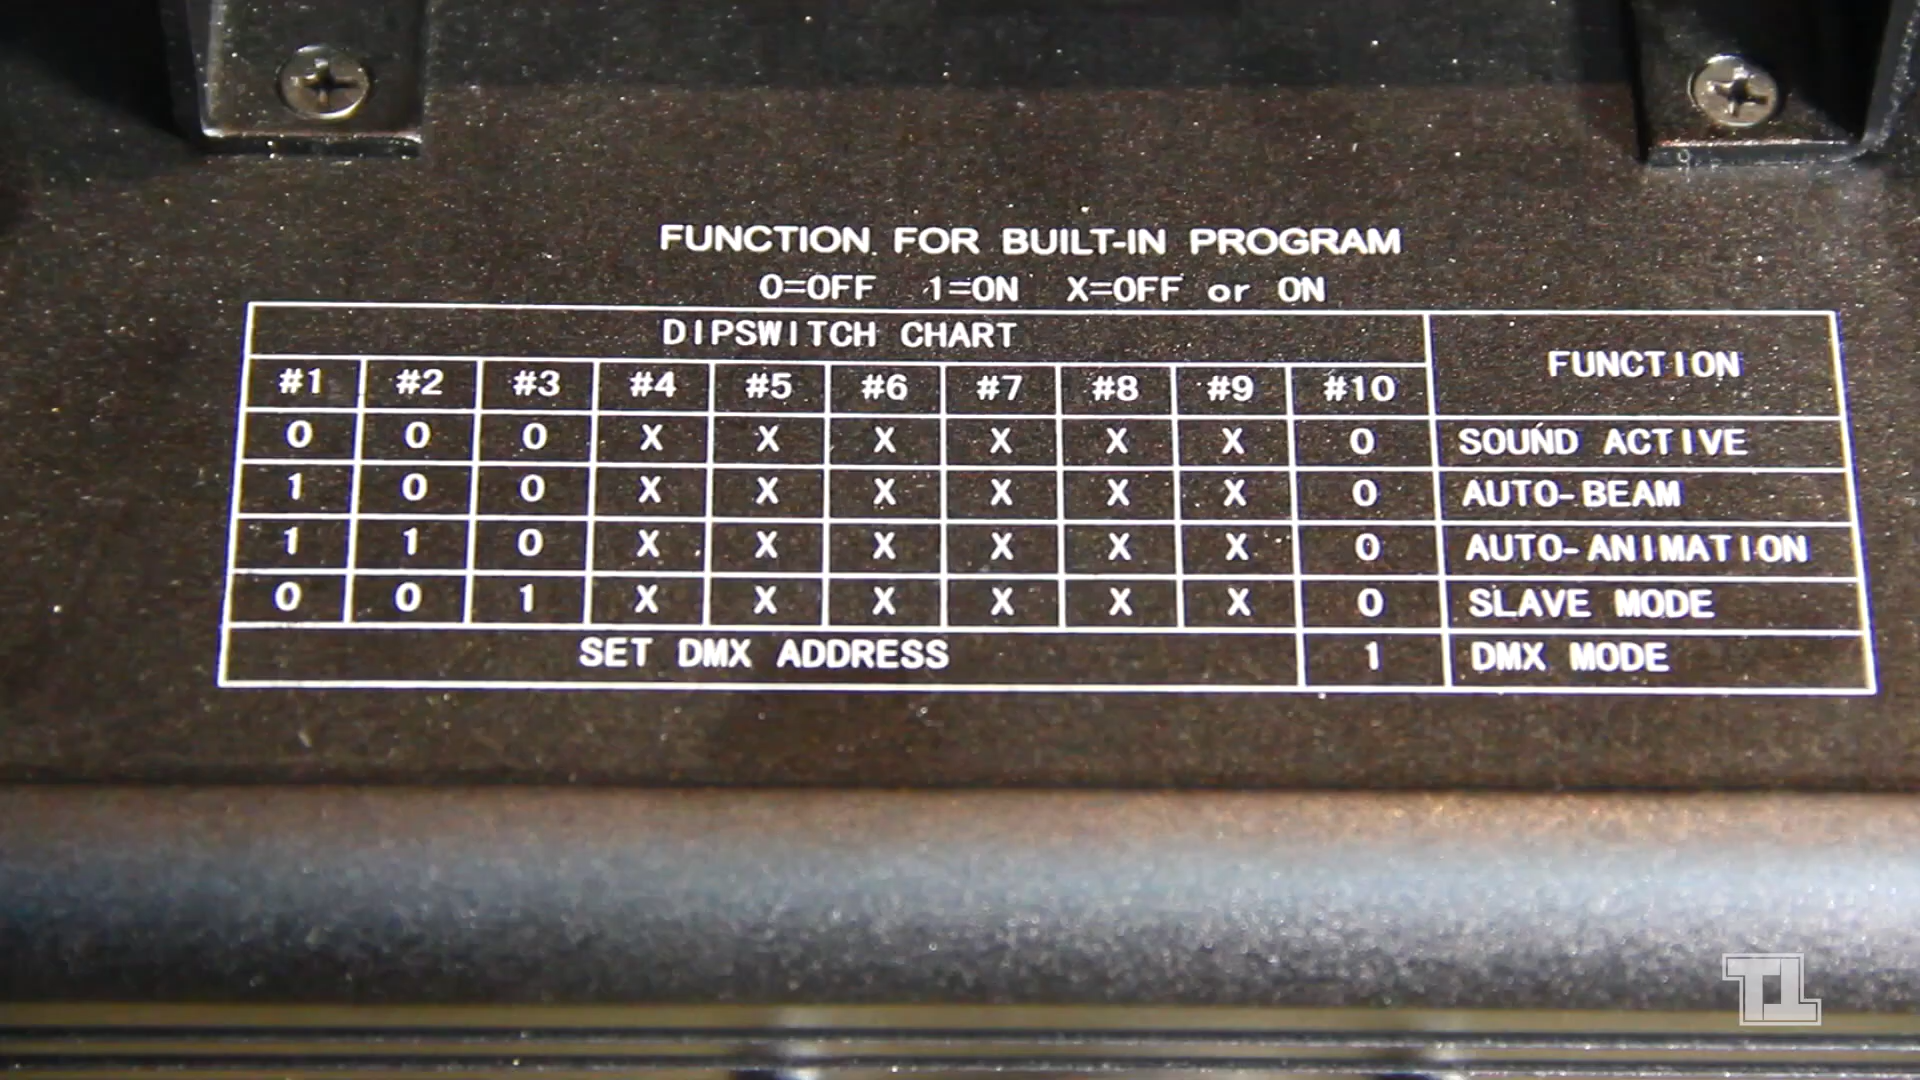 FUNCTION FOR BUILT-IN PROGRAM
0=OFF 1=ON X=OFF or ON
DIPSWITCH CHART FUNCTION
#1 #2 #3 #4 #5 #6 #7 #8 #9 #10
0 0 0 X X X X X X 0 SOUND ACTIVE
1 0 0 X X X X X X 0 AUTO-BEAM
1 1 0 X X X X X X 0 AUTO-ANIMATION
0 0 1 X X X X X X 0 SLAVE MODE
SET DMX ADDRESS 1 DMX MODE